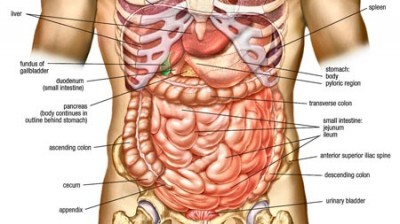 liver
spleen
fundus of
gallbladder
duodenum
(small intestine)
pancreas
(body continues in
outline behind stomach)
ascending colon
cecum
appendix
stomach:
body
pyloric region
transverse colon
small intestine:
jejunum
ileum
anterior superior iliac spine
descending colon
urinary bladder